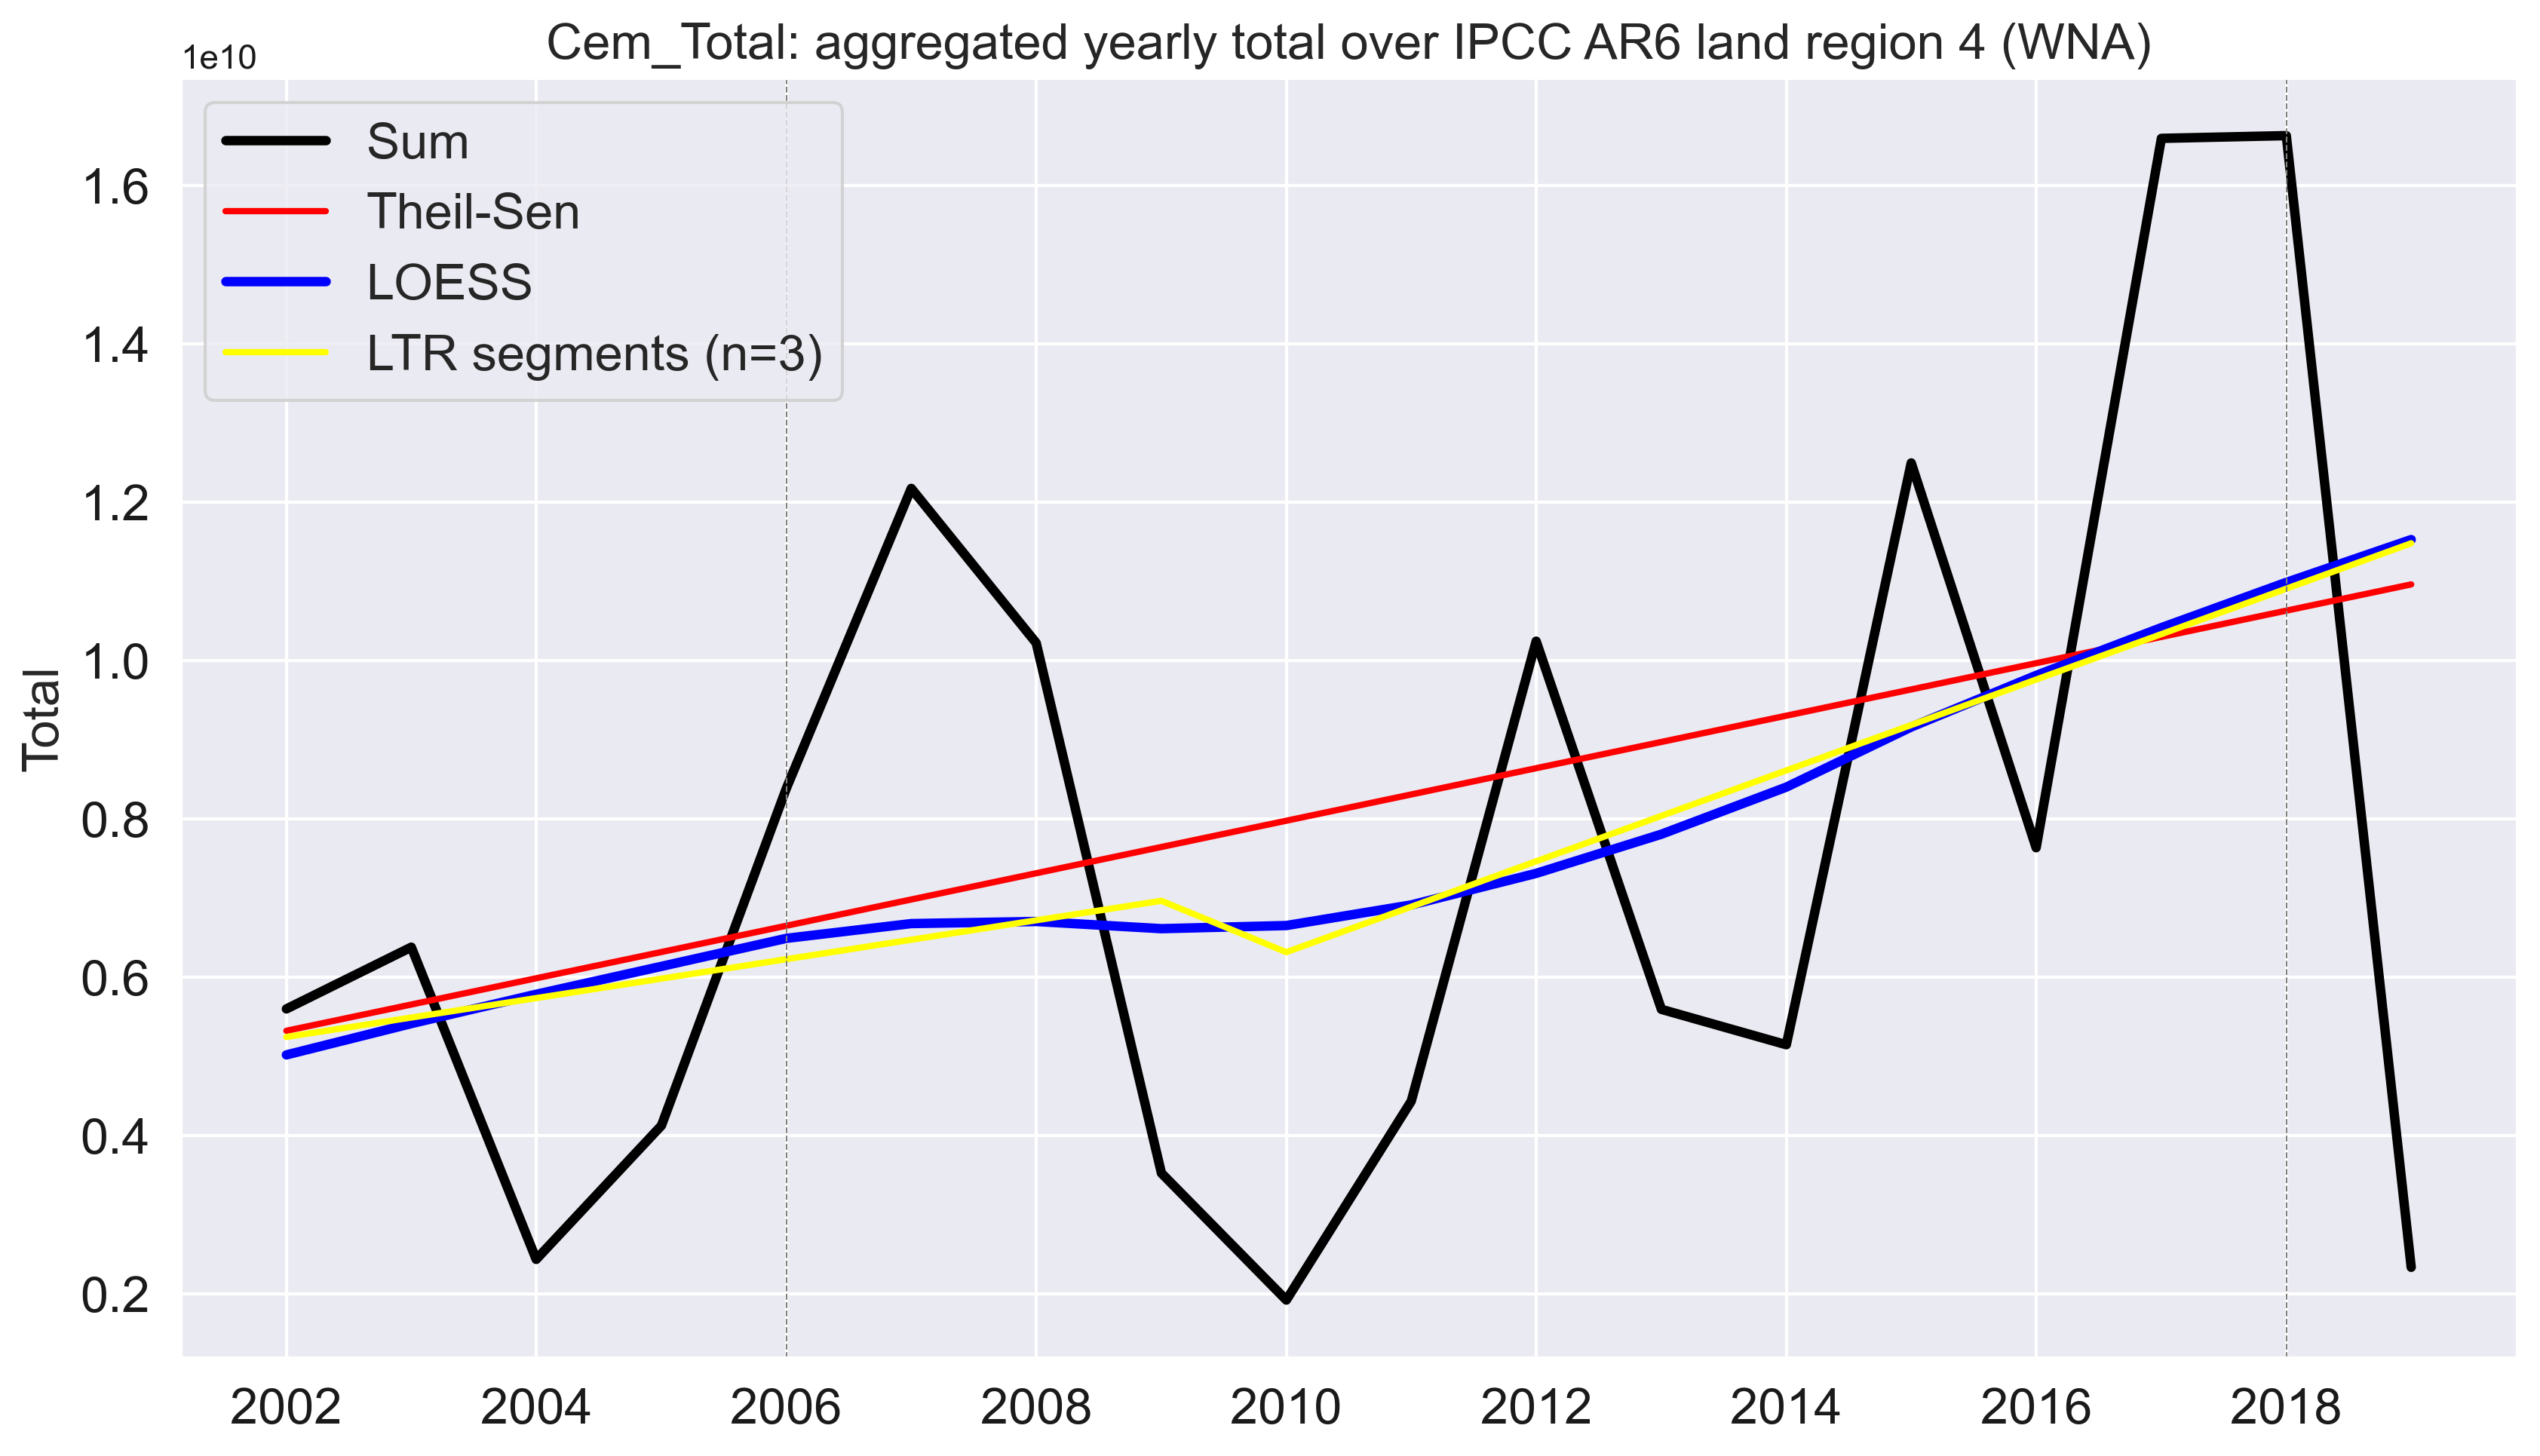 Cem_Total: aggregated yearly total over IPCC AR6 land region 4 (WNA)
1e10
Sum
Theil-Sen
LOESS
LTR segments (n=3)
1.6
1.4
1.2
1.0
0.8
0.6
0.4
0.2
Total
2002 2004 2006 2008 2010 2012 2014 2016 2018